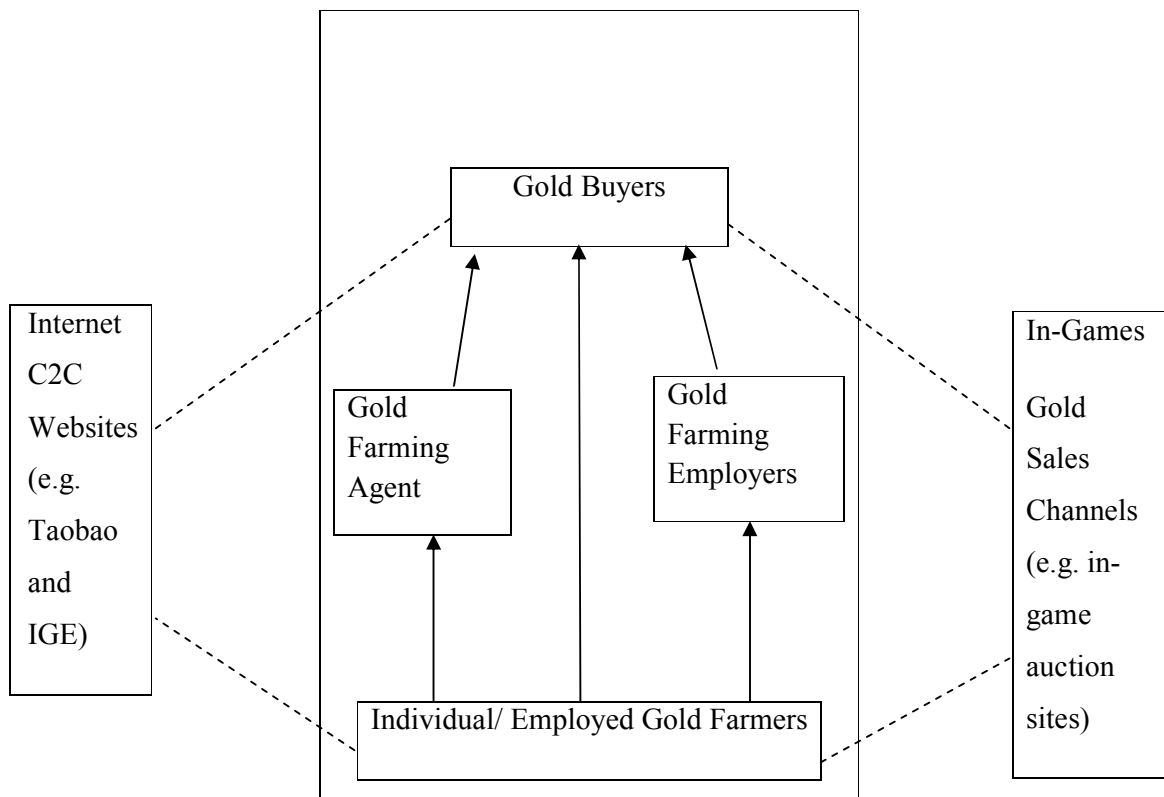 Gold Buyers
Internet
C2C
Websites
(e.g.
Taobao
and
IGE)
Gold
Farming
Agent
Gold
Farming
Employers
In-Games
Gold
Sales
Channels
(e.g. in-
game
auction
sites)
Individual/ Employed Gold Farmers